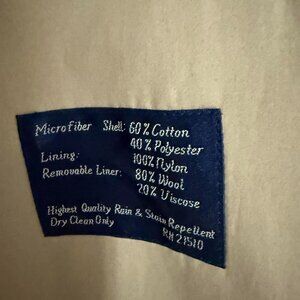 Microfiber Shell: 60% Cotton
40% Polyester
Lining: 100% Nylon
Removable Liner: 80% Wool
20% Viscose
Highest Quality Rain & Stain Repellent
Dry Clean Only
RN 21510